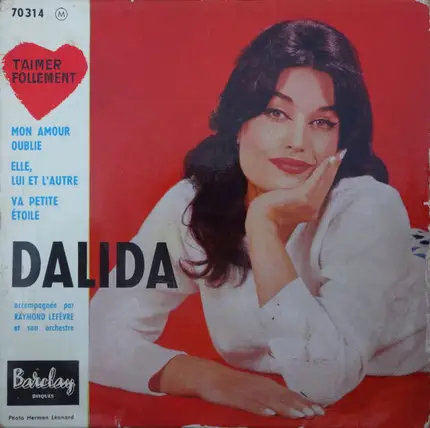 70314 M
T'AIMER
FOLLEMENT
MON AMOUR
OUBLIE
ELLE,
LUI ET L'AUTRE
VA PETITE
ÉTOILE
DALIDA
accompagnée par
RAYMOND LEFÈVRE
et son orchestre
Barclay
DISQUES
Photo Herman Léonard